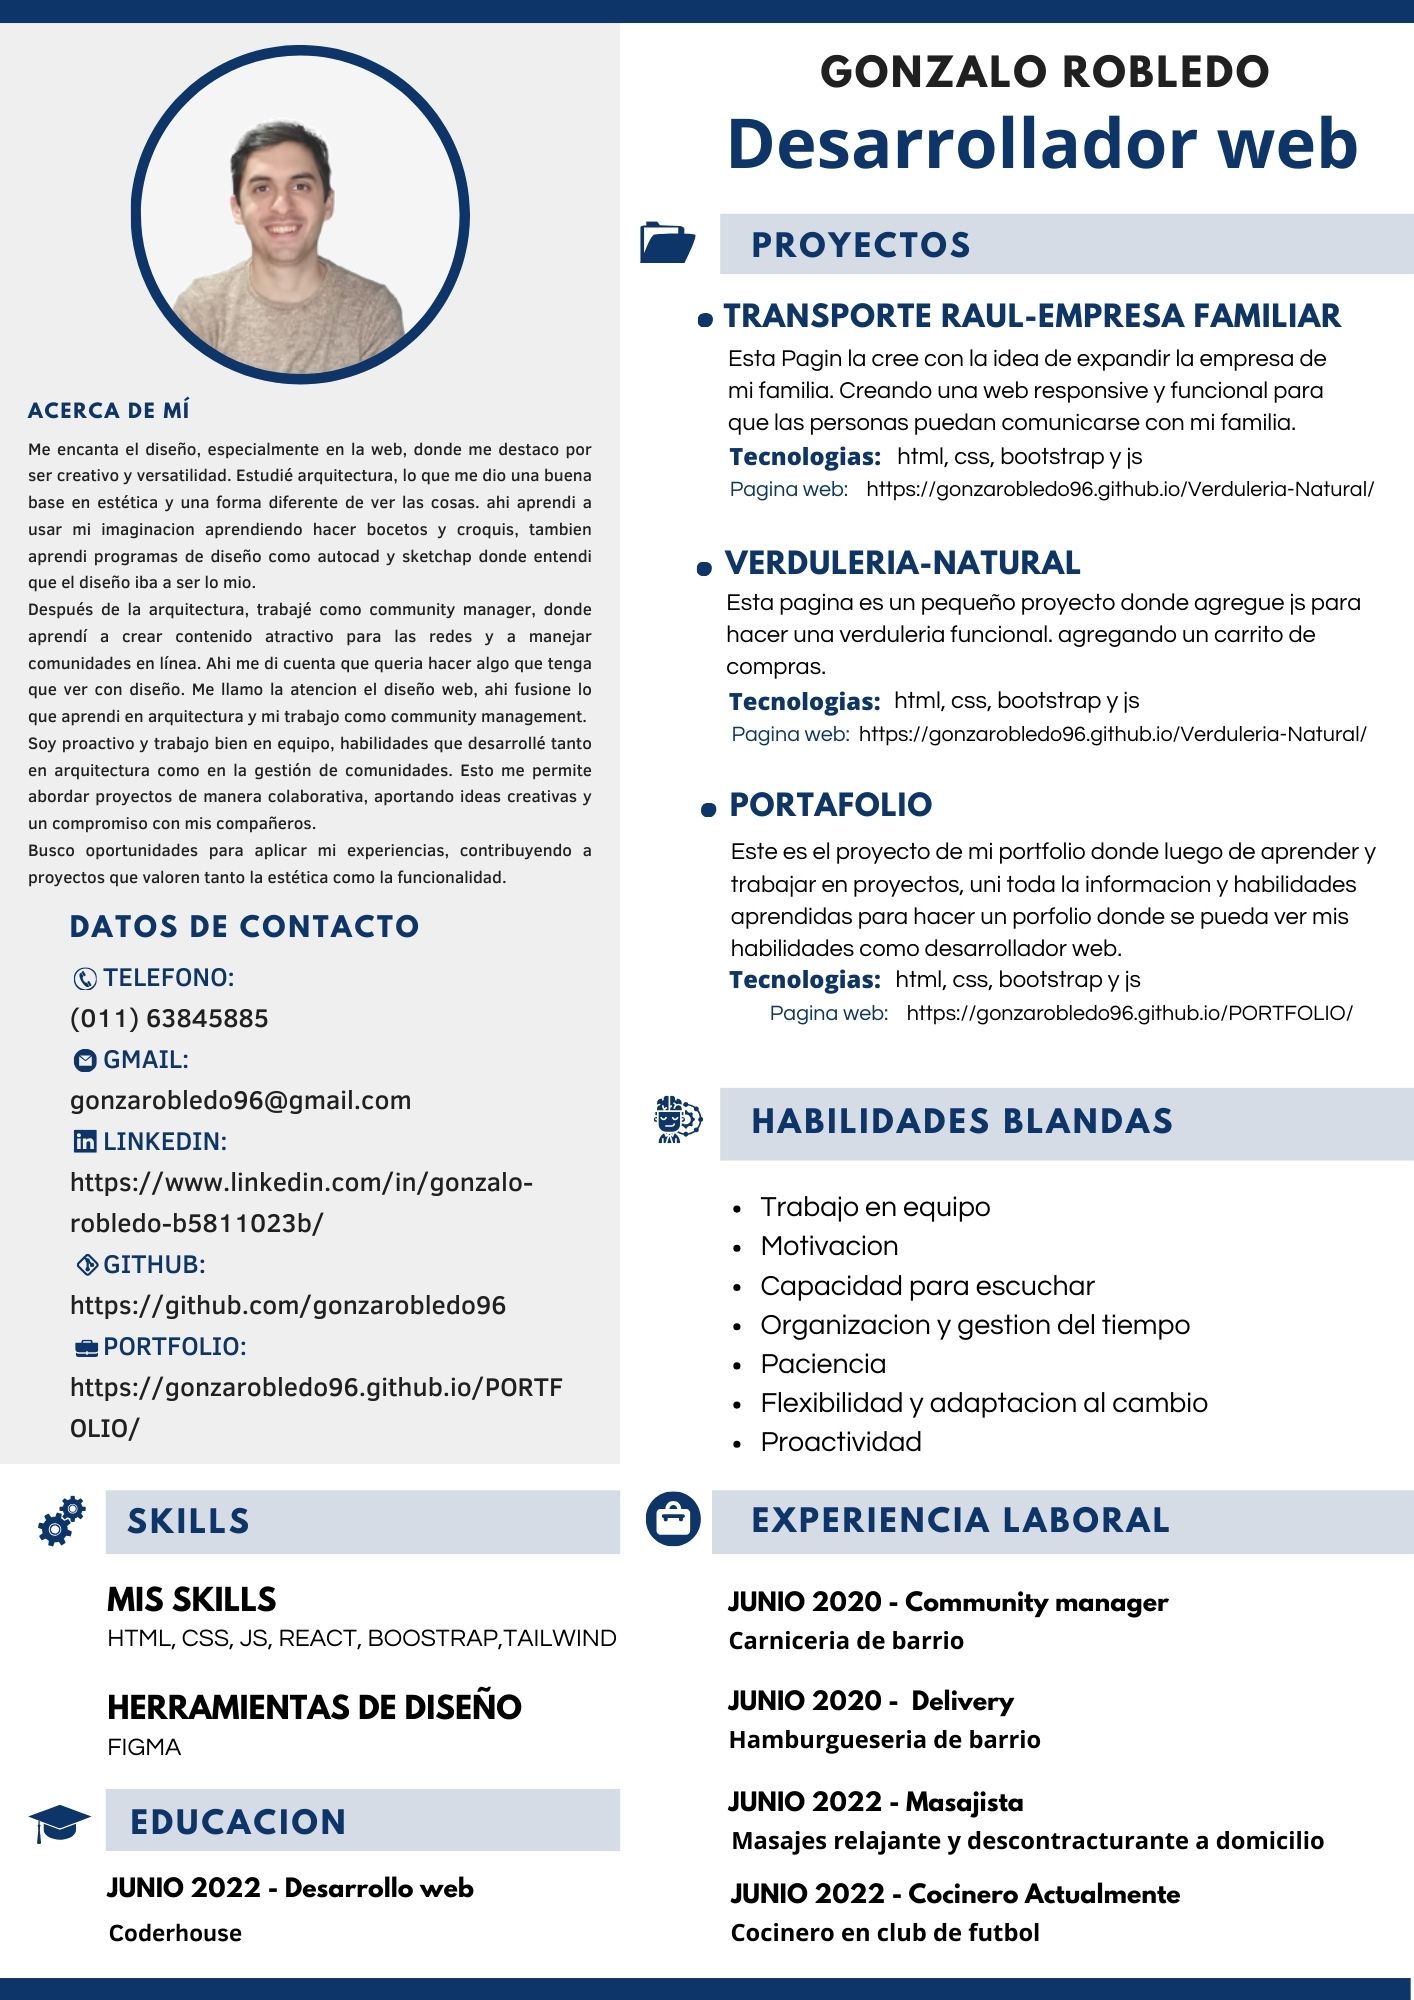 GONZALO ROBLEDO
Desarrollador web
ACERCA DE MÍ
Me encanta el diseño, especialmente en la web, donde me destaco por
ser creativo y versatilidad. Estudié arquitectura, lo que me dio una buena
base en estética y una forma diferente de ver las cosas. ahi aprendi a
usar mi imaginacion aprendiendo hacer bocetos y croquis, tambien
aprendi programas de diseño como autocad y sketchap donde entendi
que el diseño iba a ser lo mio.
Después de la arquitectura, trabajé como community manager, donde
aprendí a crear contenido atractivo para las redes y a manejar
comunidades en línea. Ahi me di cuenta que queria hacer algo que tenga
que ver con diseño. Me llamo la atencion el diseño web, ahi fusione lo
que aprendi en arquitectura y mi trabajo como community management.
Soy proactivo y trabajo bien en equipo, habilidades que desarrollé tanto
en arquitectura como en la gestión de comunidades. Esto me permite
abordar proyectos de manera colaborativa, aportando ideas creativas y
un compromiso con mis compañeros.
Busco oportunidades para aplicar mi experiencias, contribuyendo a
proyectos que valoren tanto la estética como la funcionalidad.
DATOS DE CONTACTO
TELEFONO:
(011) 63845885
GMAIL:
gonzarobledo96@gmail.com
LINKEDIN:
https://www.linkedin.com/in/gonzalo-
robledo-b5811023b/
GITHUB:
https://github.com/gonzarobledo96
PORTFOLIO:
https://gonzarobledo96.github.io/PORTF
OLIO/
PROYECTOS
TRANSPORTE RAUL-EMPRESA FAMILIAR
Esta Pagin la cree con la idea de expandir la empresa de
mi familia. Creando una web responsive y funcional para
que las personas puedan comunicarse con mi familia.
Tecnologias: html, css, bootstrap y js
Pagina web: https://gonzarobledo96.github.io/Verduleria-Natural/
VERDULERIA-NATURAL
Esta pagina es un pequeño proyecto donde agregue js para
hacer una verduleria funcional. agregando un carrito de
compras.
Tecnologias: html, css, bootstrap y js
Pagina web: https://gonzarobledo96.github.io/Verduleria-Natural/
PORTAFOLIO
Este es el proyecto de mi portfolio donde luego de aprender y
trabajar en proyectos, uni toda la informacion y habilidades
aprendidas para hacer un porfolio donde se pueda ver mis
habilidades como desarrollador web.
Tecnologias: html, css, bootstrap y js
Pagina web: https://gonzarobledo96.github.io/PORTFOLIO/
HABILIDADES BLANDAS
• Trabajo en equipo
• Motivacion
• Capacidad para escuchar
• Organizacion y gestion del tiempo
• Paciencia
• Flexibilidad y adaptacion al cambio
• Proactividad
SKILLS
MIS SKILLS
HTML, CSS, JS, REACT, BOOSTRAP,TAILWIND
HERRAMIENTAS DE DISEÑO
FIGMA
EDUCACION
JUNIO 2022 - Desarrollo web
Coderhouse
EXPERIENCIA LABORAL
JUNIO 2020 - Community manager
Carniceria de barrio
JUNIO 2020 - Delivery
Hamburgueseria de barrio
JUNIO 2022 - Masajista
Masajes relajante y descontracturante a domicilio
JUNIO 2022 - Cocinero Actualmente
Cocinero en club de futbol